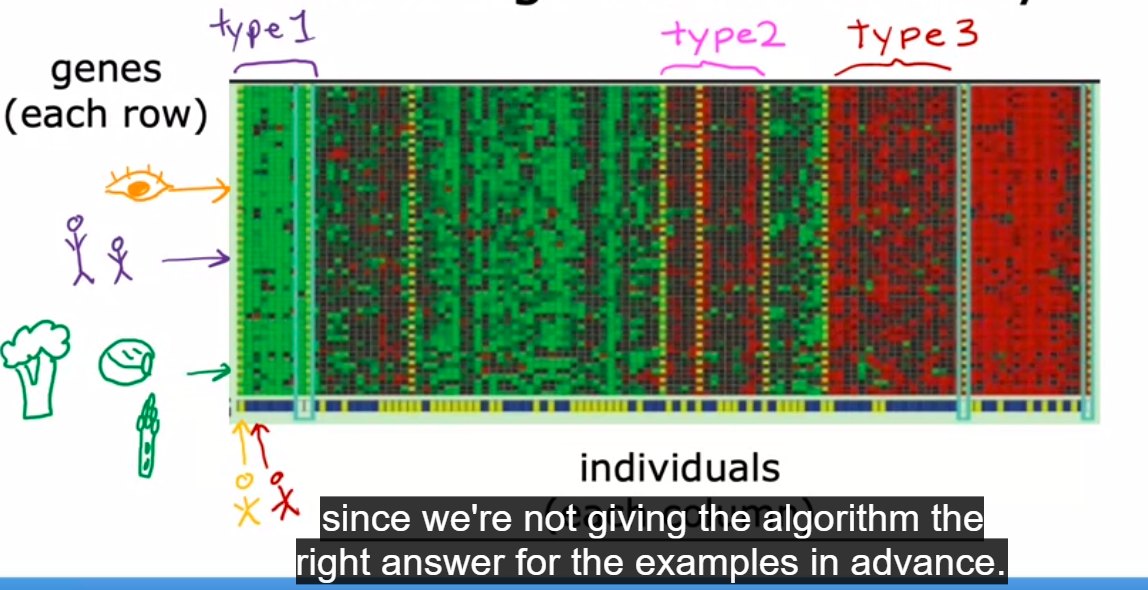 type 1
type2
type 3
genes
(each row)
individuals
since we're not giving the algorithm the
right answer for the examples in advance.